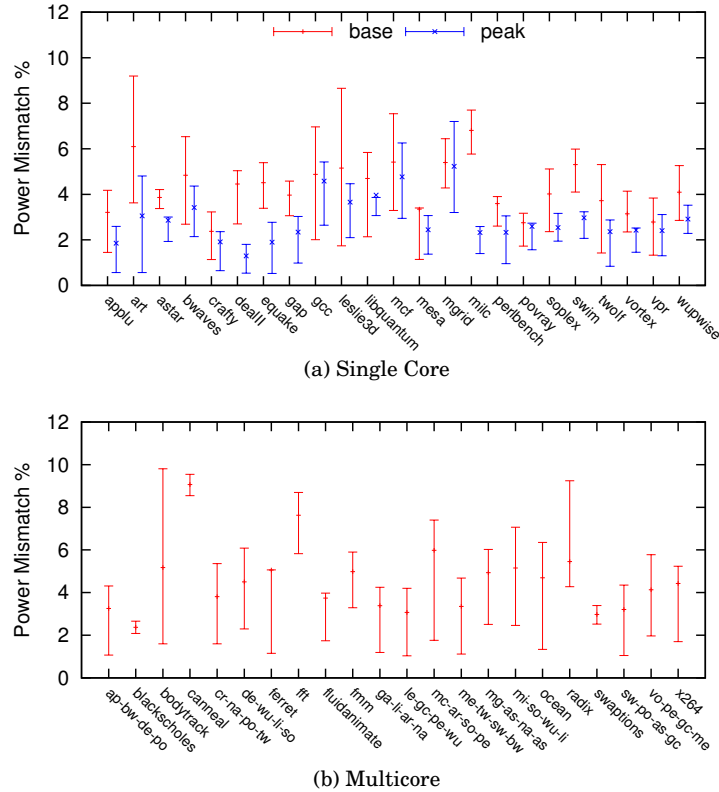 12
10
8
6
4
2
0
Power Mismatch %
base peak
applu
art
astar
bwaves
crafty
dealII
equake
gap
gcc
leslie3d
libquantum
mcf
mesa
mgrid
milc
perlbench
povray
soplex
swim
twolf
vortex
vpr
wupwise
(a) Single Core
12
10
8
6
4
2
0
Power Mismatch %
ap-bw-de-po
blackscholes
bodytrack
canneal
cr-na-po-tw
de-wu-li-so
ferret
fft
fluidanimate
fmm
ga-li-ar-na
le-gc-pe-wu
mc-ar-so-pe
me-tw-sw-bw
mg-as-na-as
mi-so-wu-li
ocean
radix
swaptions
sw-po-as-gc
vo-pe-gc-me
x264
(b) Multicore